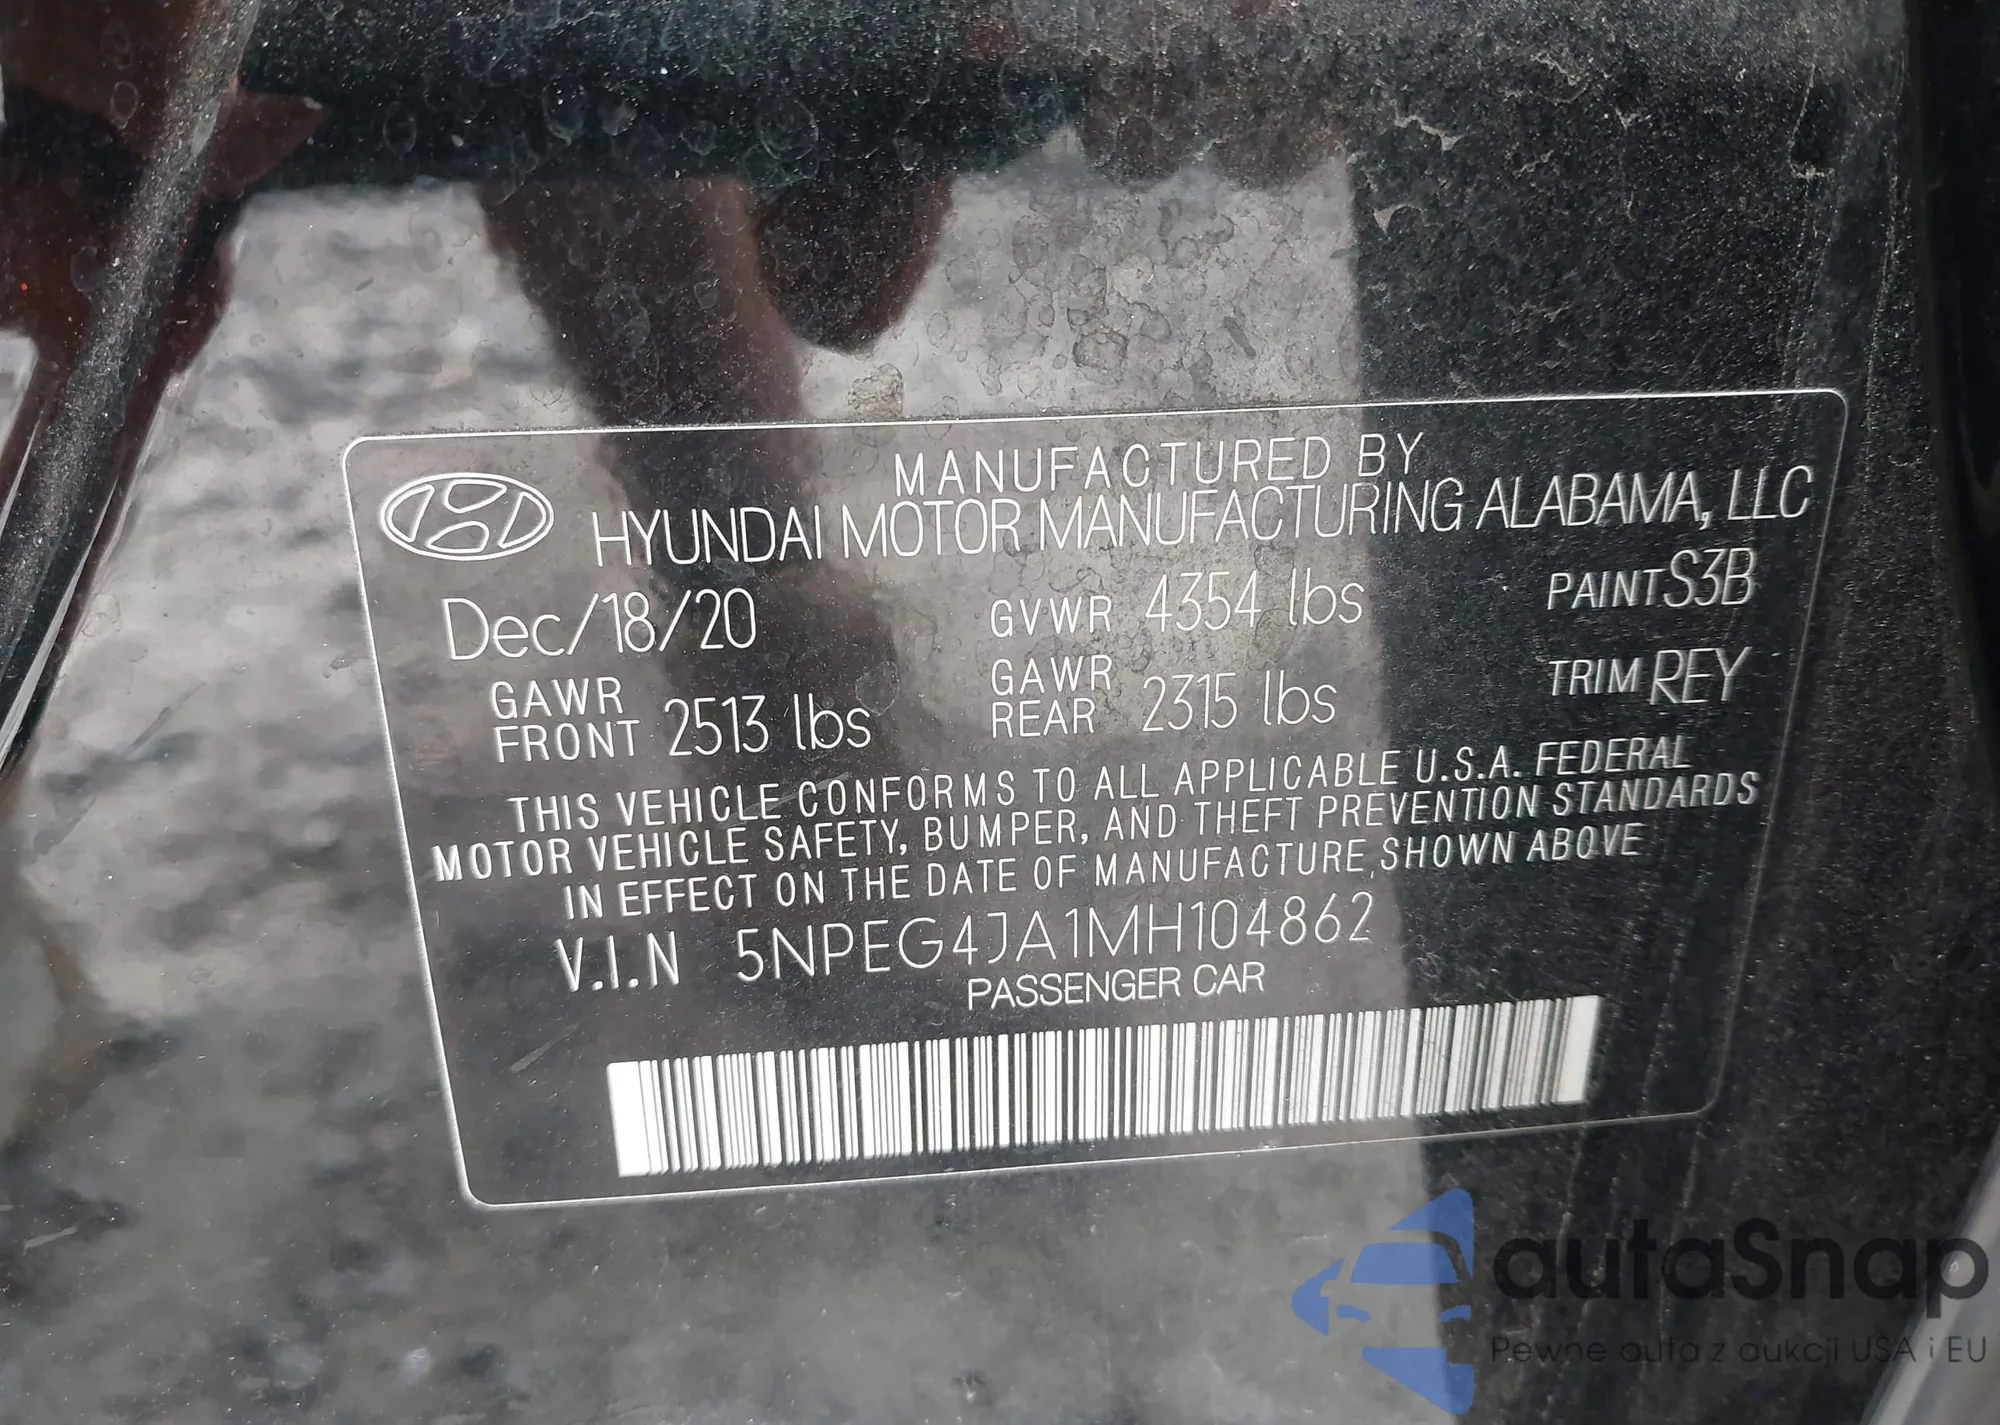 MANUFACTURED BY
HYUNDAI MOTOR MANUFACTURING ALABAMA, LLC
Dec/18/20 GVWR 4354 lbs PAINT S3B
GAWR FRONT 2513 lbs GAWR REAR 2315 lbs TRIM REY
THIS VEHICLE CONFORMS TO ALL APPLICABLE U.S.A. FEDERAL
MOTOR VEHICLE SAFETY, BUMPER, AND THEFT PREVENTION STANDARDS
IN EFFECT ON THE DATE OF MANUFACTURE, SHOWN ABOVE
V.I.N 5NPEG4JA1MH104862
PASSENGER CAR
autaSnap
Pewne auta z aukcji USA i EU